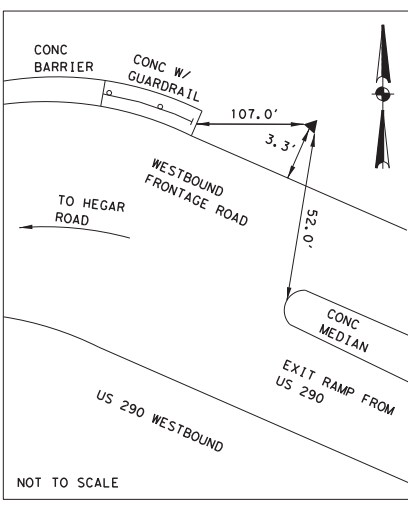 CONC
BARRIER
CONC W/
GUARDRAIL
107.0'
3.3'
WESTBOUND
FRONTAGE ROAD
TO HEGAR
ROAD
52.0'
CONC
MEDIAN
EXIT RAMP FROM
US 290
US 290 WESTBOUND
NOT TO SCALE